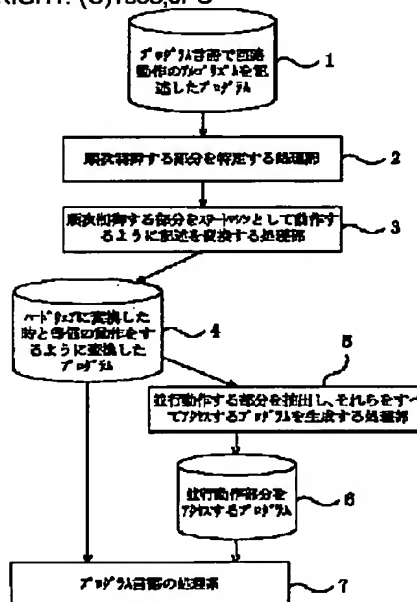 RIGHT: (C)1998,JPO
プログラム言語で回路
動作のアルゴリズムを記
述したプログラム
1
順次制御する部分を特定する処理部
2
順次制御する部分をステートマシンとして動作す
るように記述を変換する処理部
3
ハードウェアに変換した
時と等価の動作をす
るように変換した
プログラム
4
5
並行動作する部分を抽出し、それらをすべ
てアクセスするプログラムを生成する処理部
並行動作部分を
アクセスするプログラム
6
プログラム言語の処理系
7